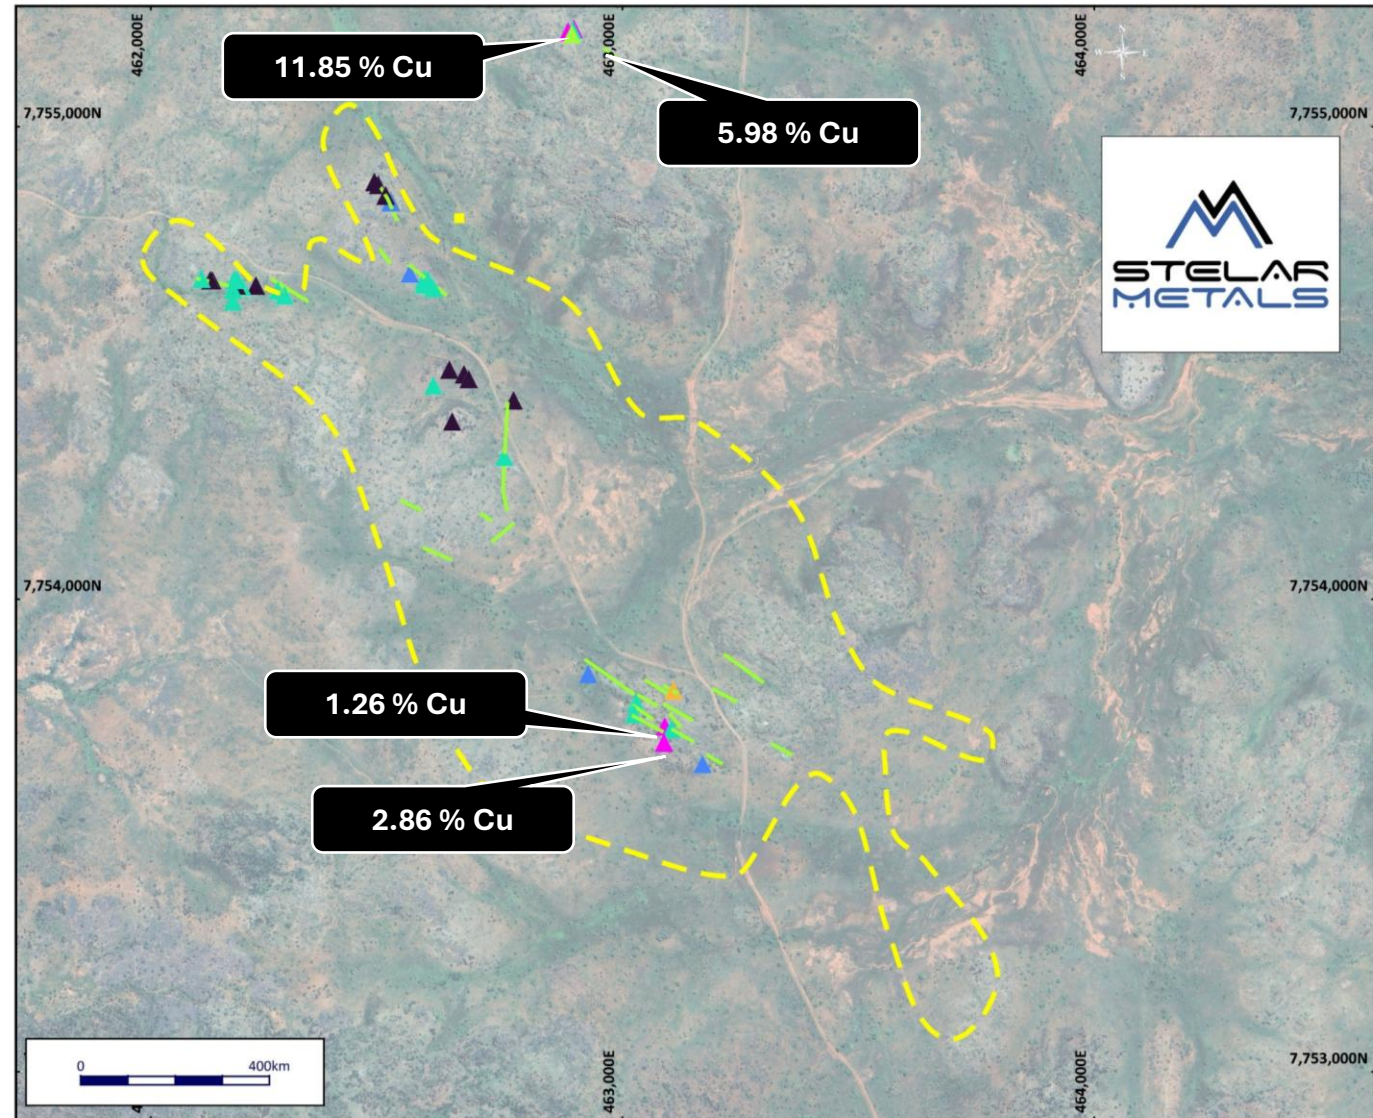 462,000E
463,000E
464,000E
N
W
E
S
11.85 % Cu
5.98 % Cu
7,755,000N
7,755,000N
STELAR
METALS
7,754,000N
7,754,000N
1.26 % Cu
2.86 % Cu
0
400km
463,000E
464,000E
7,753,000N